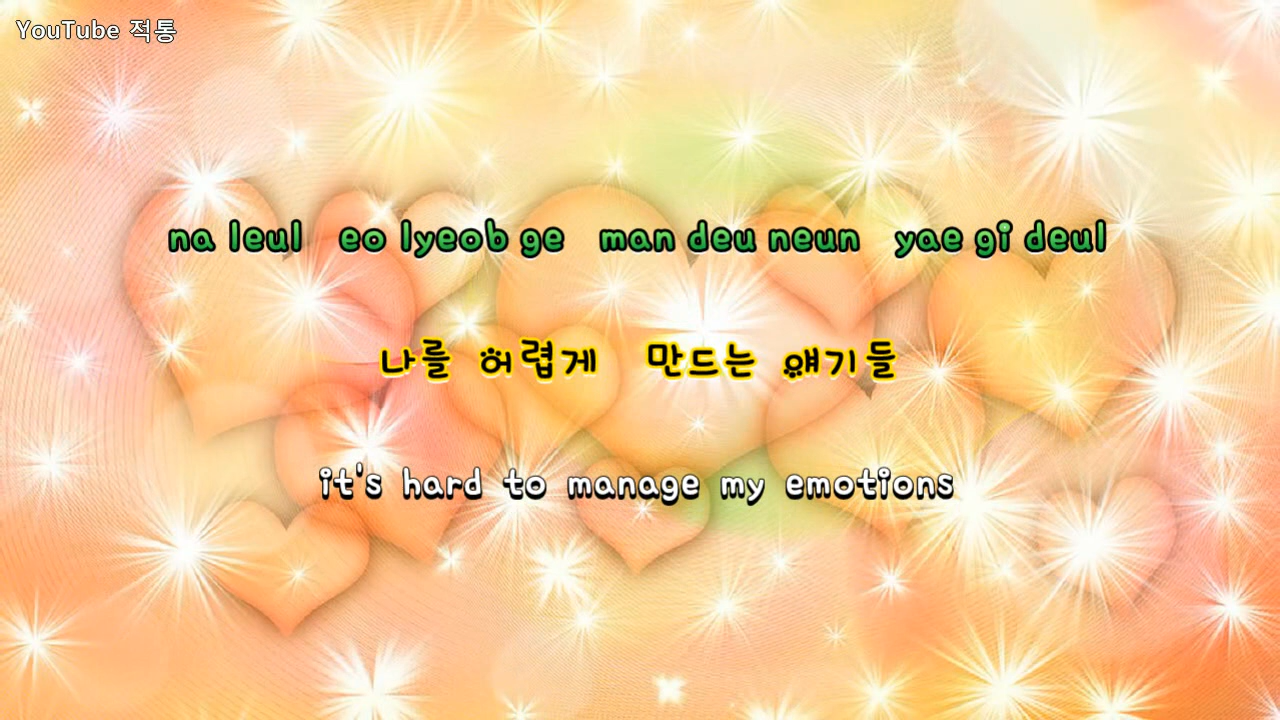 YouTube 적통
na leul eo lyeob ge man deu neun yae gi deul
나를 어렵게 만드는 얘기들
it's hard to manage my emotions